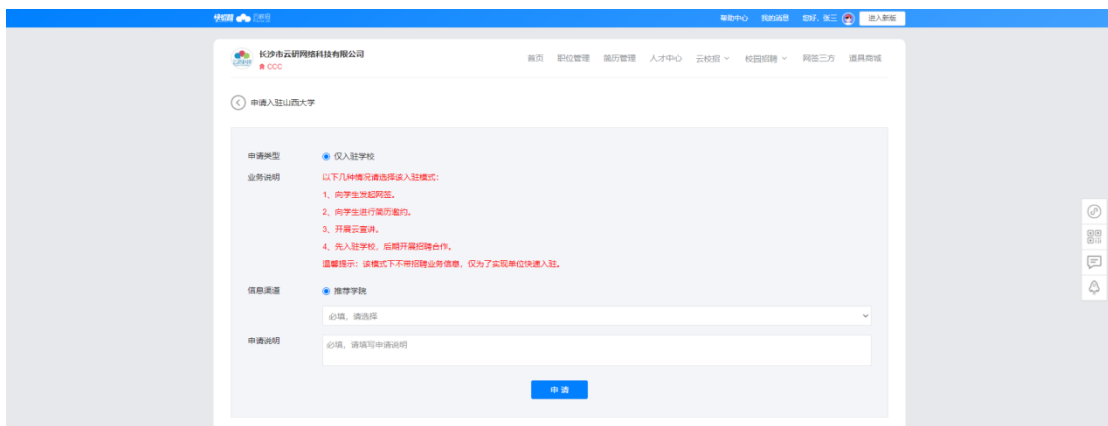 帮助中心 我的消息 您好，张三 进入新版
长沙市云研网络科技有限公司
CCC
首页 职位管理 简历管理 人才中心 云校招 校园招聘 网签三方 道具商城
申请入驻山西大学
申请类型 仅入驻学校
业务说明 以下几种情况请选择该入驻模式：
1、向学生发起网签。
2、向学生进行简历邀约。
3、开展云宣讲。
4、先入驻学校，后期开展招聘合作。
温馨提示：该模式下不带招聘业务信息，仅为了实现单位快速入驻。
信息渠道 推荐学院
必填，请选择
申请说明 必填，请填写申请说明
申 请